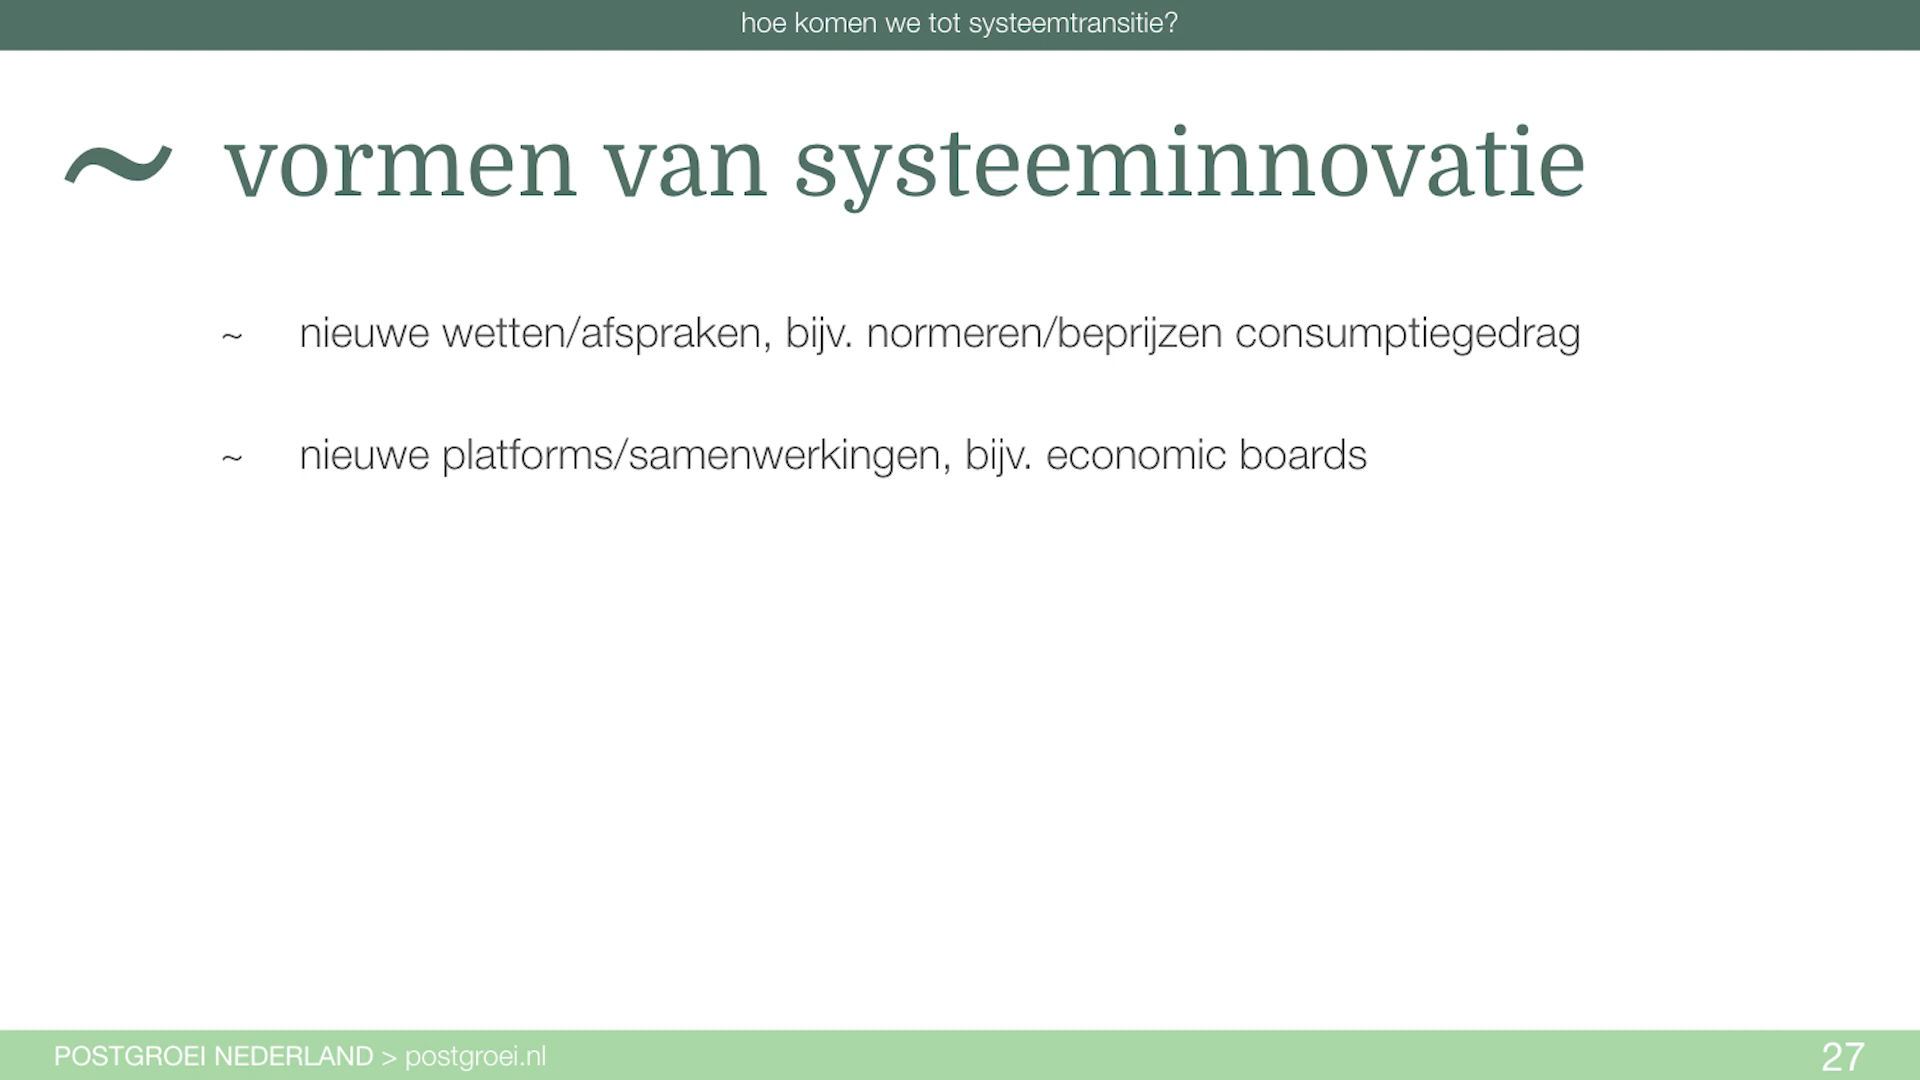 hoe komen we tot systeemtransitie?
~ vormen van systeeminnovatie
~ nieuwe wetten/afspraken, bijv. normeren/beprijzen consumptiegedrag
~ nieuwe platforms/samenwerkingen, bijv. economic boards
POSTGROEI NEDERLAND > postgroei.nl
27